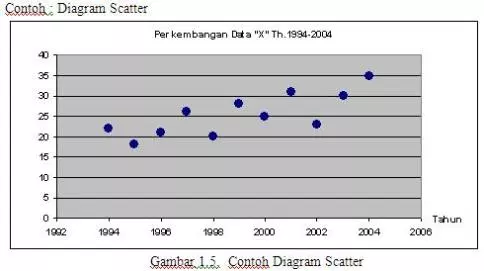 Contoh : Diagram Scatter
Perkembangan Data "X" Th.1994-2004
40
35
30
25
20
15
10
5
0
1992 1994 1996 1998 2000 2002 2004 2006
Tahun
Gambar 1.5. Contoh Diagram Scatter